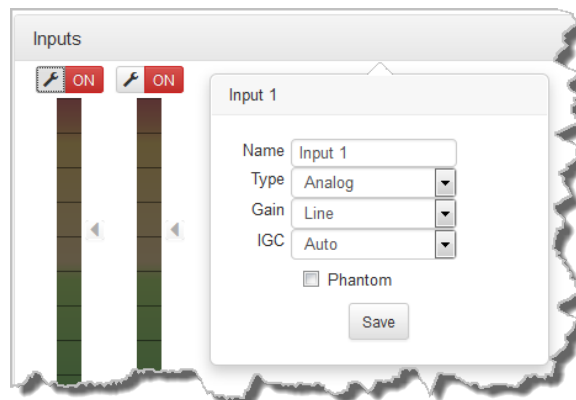 Inputs
ON ON
Input 1
Name Input 1
Type Analog
Gain Line
IGC Auto
Phantom
Save